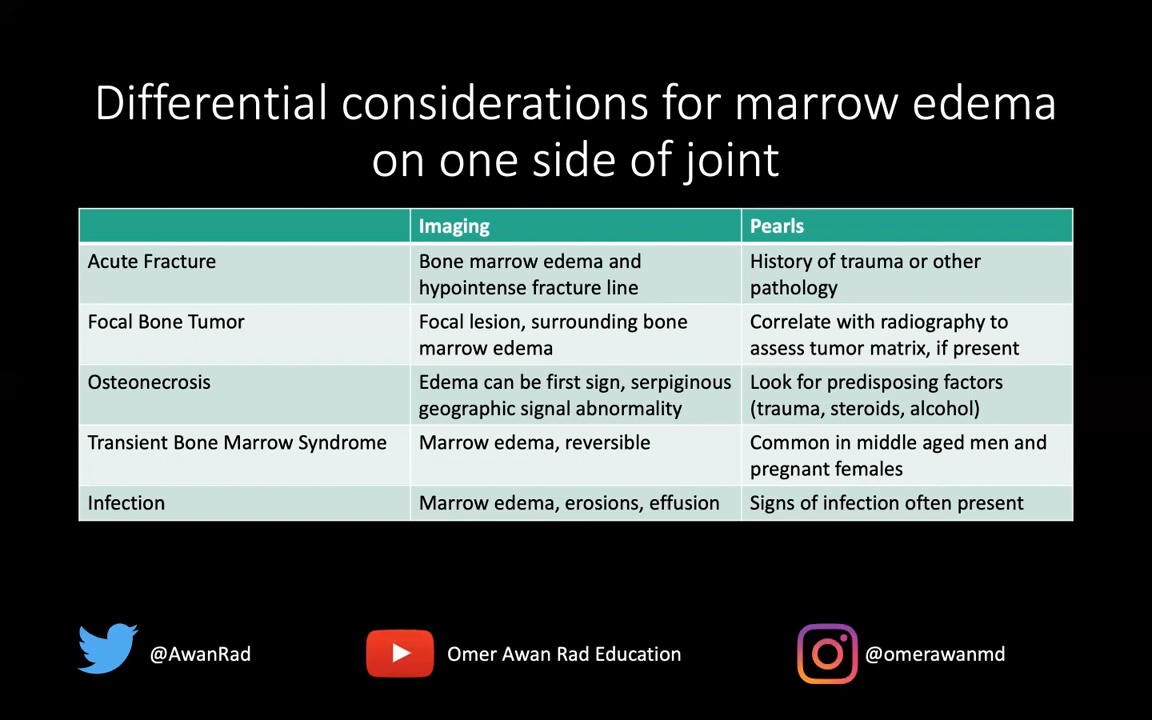 Differential considerations for marrow edema
on one side of joint
Imaging
Pearls
Acute Fracture
Bone marrow edema and
hypointense fracture line
History of trauma or other
pathology
Focal Bone Tumor
Focal lesion, surrounding bone
marrow edema
Correlate with radiography to
assess tumor matrix, if present
Osteonecrosis
Edema can be first sign, serpiginous
geographic signal abnormality
Look for predisposing factors
(trauma, steroids, alcohol)
Transient Bone Marrow Syndrome
Marrow edema, reversible
Common in middle aged men and
pregnant females
Infection
Marrow edema, erosions, effusion
Signs of infection often present
@AwanRad
Omer Awan Rad Education
@omerawanmd